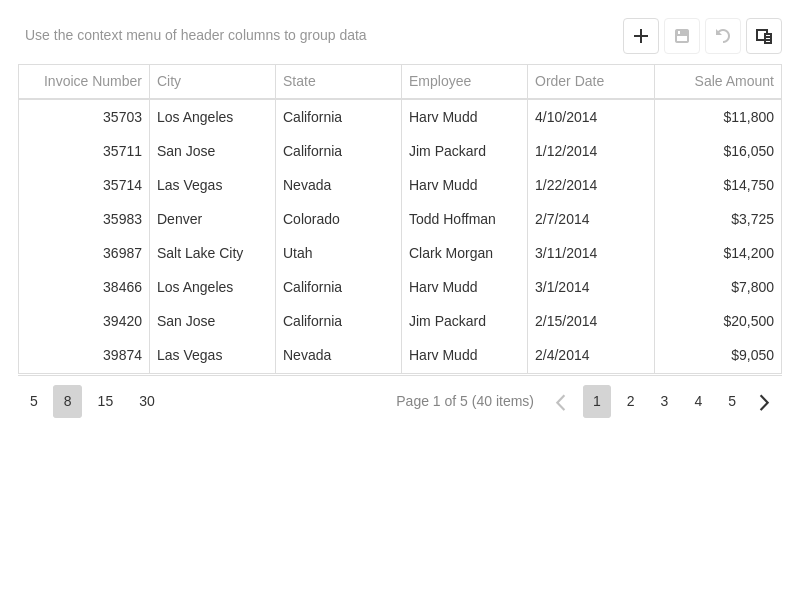 Use the context menu of header columns to group data
Invoice Number City State Employee Order Date Sale Amount
35703 Los Angeles California Harv Mudd 4/10/2014 $11,800
35711 San Jose California Jim Packard 1/12/2014 $16,050
35714 Las Vegas Nevada Harv Mudd 1/22/2014 $14,750
35983 Denver Colorado Todd Hoffman 2/7/2014 $3,725
36987 Salt Lake City Utah Clark Morgan 3/11/2014 $14,200
38466 Los Angeles California Harv Mudd 3/1/2014 $7,800
39420 San Jose California Jim Packard 2/15/2014 $20,500
39874 Las Vegas Nevada Harv Mudd 2/4/2014 $9,050
5 8 15 30 Page 1 of 5 (40 items) 1 2 3 4 5